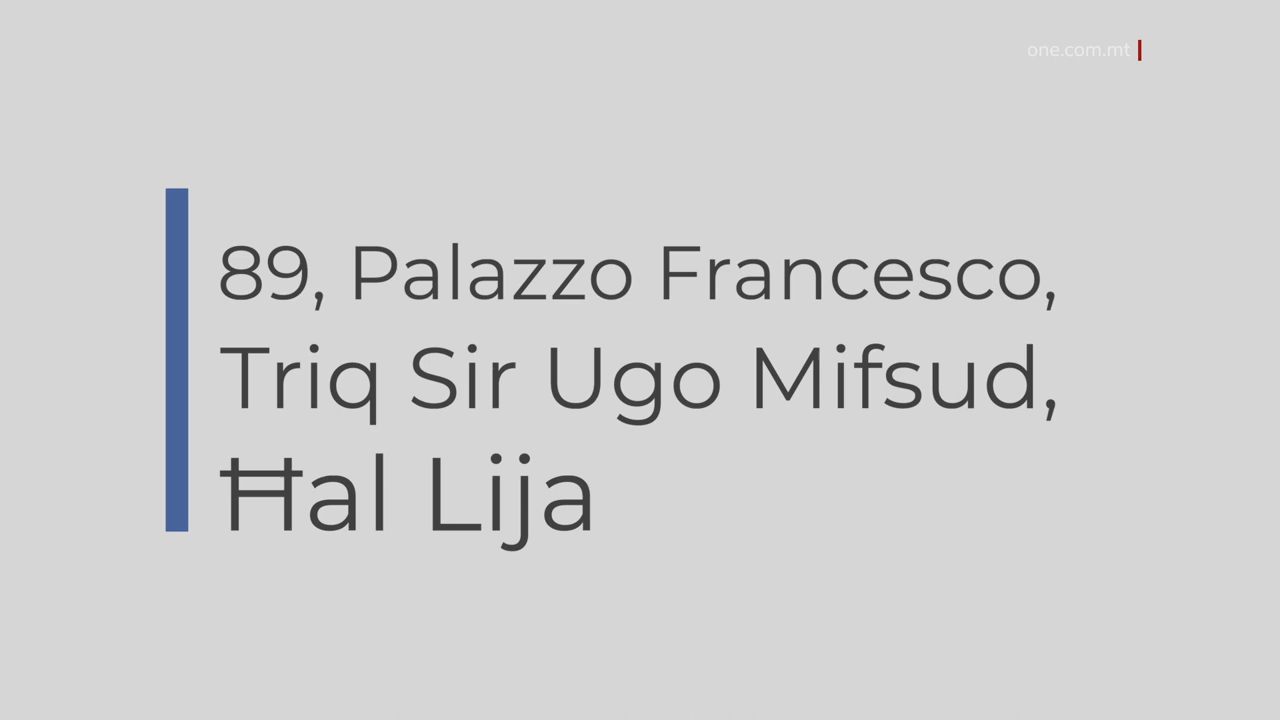 one.com.mt
89, Palazzo Francesco,
Triq Sir Ugo Mifsud,
Ħal Lija